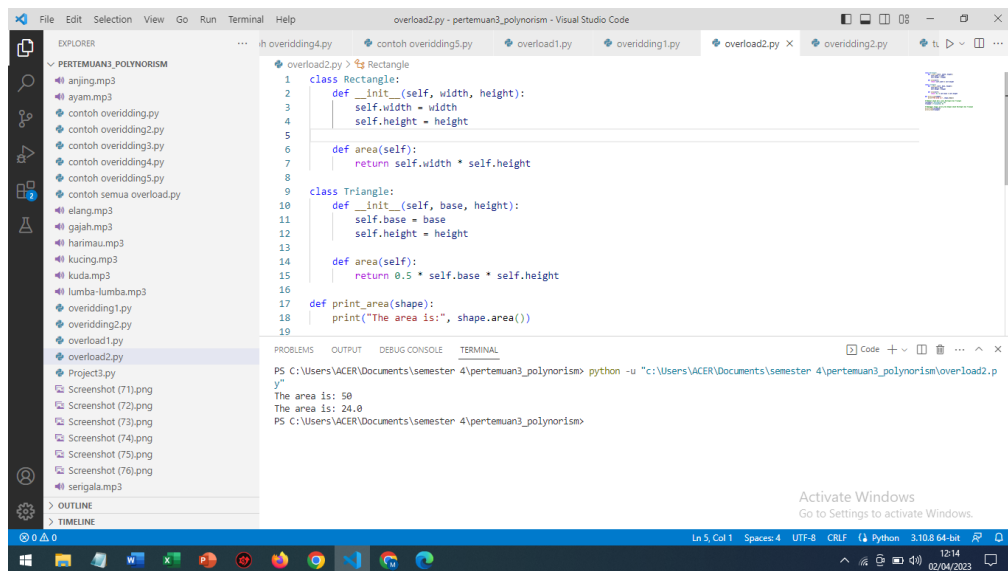 File Edit Selection View Go Run Terminal Help
overload2.py - pertemuan3_polynorism - Visual Studio Code
EXPLORER
PERTEMUAN3_POLYNORISM
anjing.mp3
ayam.mp3
contoh overidding.py
contoh overidding2.py
contoh overidding3.py
contoh overidding4.py
contoh overidding5.py
contoh semua overload.py
elang.mp3
gajah.mp3
harimau.mp3
kucing.mp3
kuda.mp3
lumba-lumba.mp3
overidding1.py
overidding2.py
overload1.py
overload2.py
Project3.py
Screenshot (71).png
Screenshot (72).png
Screenshot (73).png
Screenshot (74).png
Screenshot (75).png
Screenshot (76).png
serigala.mp3
OUTLINE
TIMELINE
2
h overidding4.py contoh overidding5.py overload1.py overidding1.py overload2.py overidding2.py tu
overload2.py > Rectangle
1 class Rectangle:
2 def __init__(self, width, height):
3 self.width = width
4 self.height = height
5
6 def area(self):
7 return self.width * self.height
8
9 class Triangle:
10 def __init__(self, base, height):
11 self.base = base
12 self.height = height
13
14 def area(self):
15 return 0.5 * self.base * self.height
16
17 def print_area(shape):
18 print("The area is:", shape.area())
19
PROBLEMS OUTPUT DEBUG CONSOLE TERMINAL
Code
PS C:\Users\ACER\Documents\semester 4\pertemuan3_polynorism> python -u "c:\Users\ACER\Documents\semester 4\pertemuan3_polynorism\overload2.p
y"
The area is: 50
The area is: 24.0
PS C:\Users\ACER\Documents\semester 4\pertemuan3_polynorism>
Activate Windows
Go to Settings to activate Windows.
0 0
Ln 5, Col 1 Spaces: 4 UTF-8 CRLF Python 3.10.8 64-bit
12:14
02/04/2023